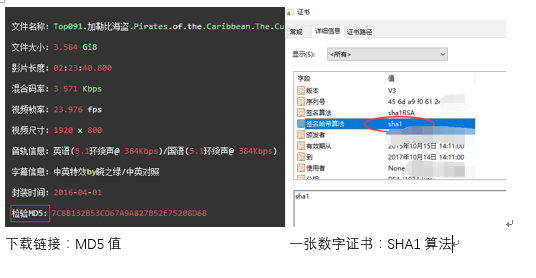 文件名称: Top091.加勒比海盗.Pirates.of.the.Caribbean.The.Cu
文件大小: 3.584 GiB
影片长度: 02:23:40.800
混合码率: 3 571 Kbps
视频帧率: 23.976 fps
视频尺寸: 1920 x 800
音轨信息: 英语(5.1环绕声@ 384Kbps)/国语(5.1环绕声@ 384Kbps)
字幕信息: 中英特效by晓之绿/中英对照
封装时间: 2016-04-01
检验MD5: 7C8B132B53CD67A9A827B52E75208D68
下载链接：MD5 值
证书
常规 详细信息 证书路径
显示(S): <所有>
字段 值
版本 V3
序列号 45 6d a9 f0 61 2
签名算法 sha1RSA
签名哈希算法 sha1
颁发者
有效期从 2015年10月15日 14:11:00
到 2017年10月14日 14:11:00
使用者
sha1
一张数字证书：SHA1 算法